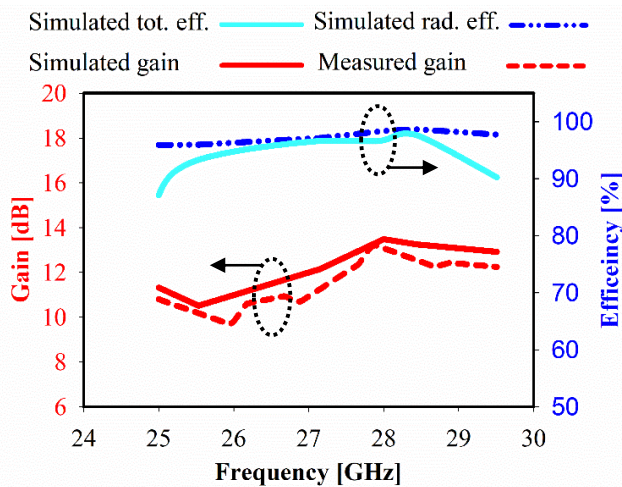 Simulated tot. eff. Simulated rad. eff.
Simulated gain Measured gain
20
18
16
14
12
10
8
6
Gain [dB]
100
90
80
70
60
50
Efficeincy [%]
24 25 26 27 28 29 30
Frequency [GHz]